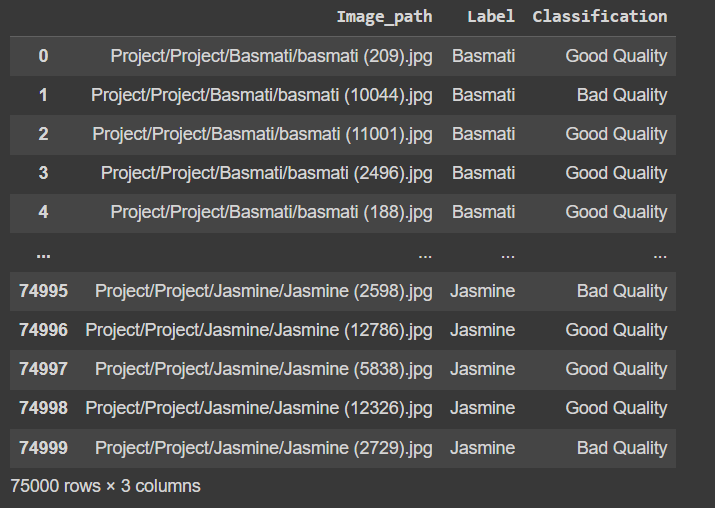 Image_path Label Classification
0 Project/Project/Basmati/basmati (209).jpg Basmati Good Quality
1 Project/Project/Basmati/basmati (10044).jpg Basmati Bad Quality
2 Project/Project/Basmati/basmati (11001).jpg Basmati Good Quality
3 Project/Project/Basmati/basmati (2496).jpg Basmati Good Quality
4 Project/Project/Basmati/basmati (188).jpg Basmati Good Quality
... ... ... ...
74995 Project/Project/Jasmine/Jasmine (2598).jpg Jasmine Bad Quality
74996 Project/Project/Jasmine/Jasmine (12786).jpg Jasmine Good Quality
74997 Project/Project/Jasmine/Jasmine (5838).jpg Jasmine Good Quality
74998 Project/Project/Jasmine/Jasmine (12326).jpg Jasmine Good Quality
74999 Project/Project/Jasmine/Jasmine (2729).jpg Jasmine Bad Quality
75000 rows × 3 columns